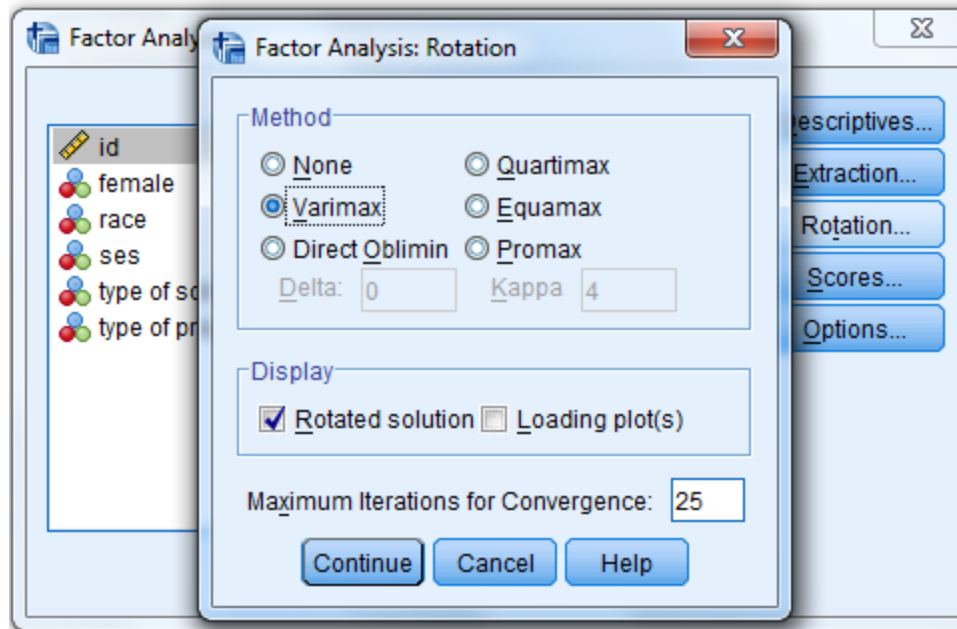 Factor Analy
Factor Analysis: Rotation
id
female
race
ses
type of sc
type of pr
Method
None
Quartimax
Varimax
Equamax
Direct Oblimin
Promax
Delta: 0
Kappa 4
Display
Rotated solution
Loading plot(s)
Maximum Iterations for Convergence: 25
Continue
Cancel
Help
escriptives...
Extraction...
Rotation...
Scores...
Options...